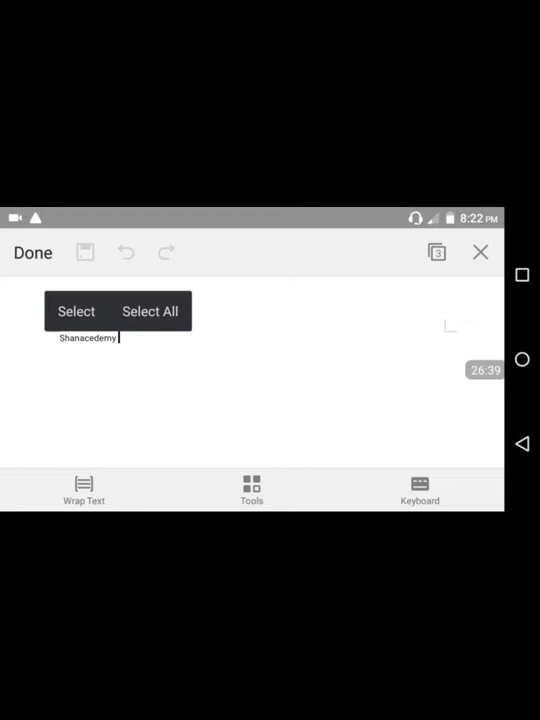 8:22 PM
Done
3
Select Select All
Shanacedemy
26:39
Wrap Text Tools Keyboard